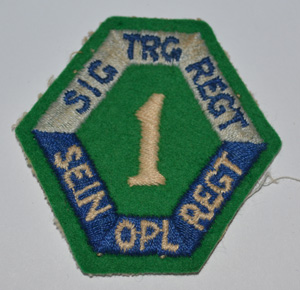 SIG TRG REGT
1
SEIN OPL REGT